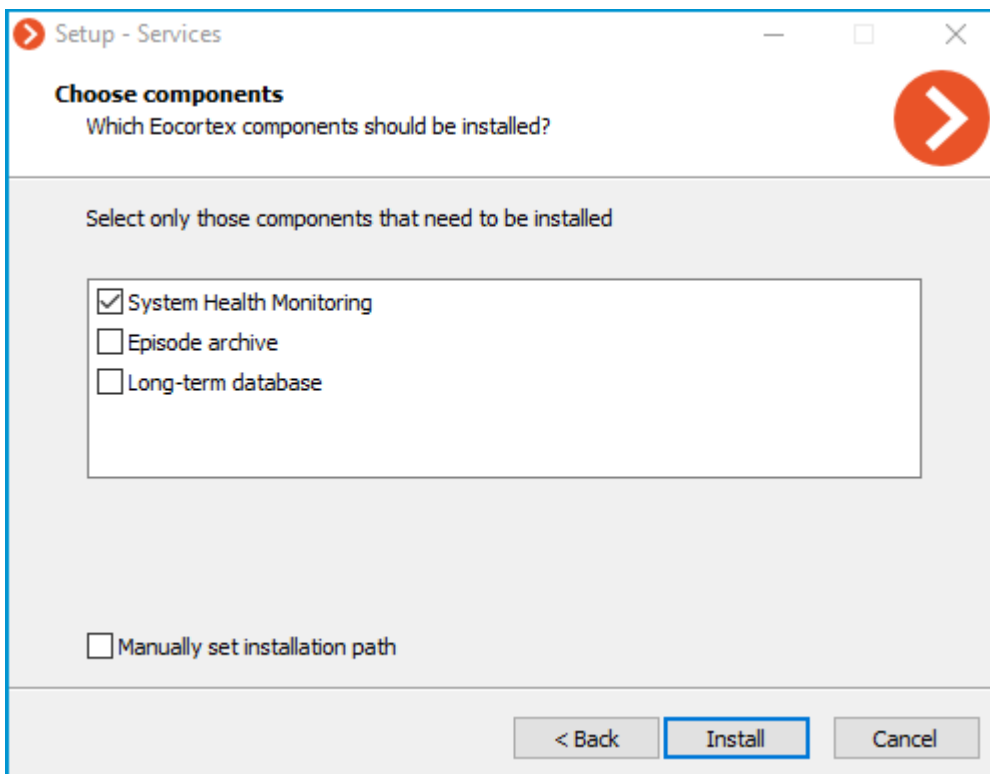 Setup - Services
Choose components
Which Eocortex components should be installed?
Select only those components that need to be installed
System Health Monitoring
Episode archive
Long-term database
Manually set installation path
< Back Install Cancel